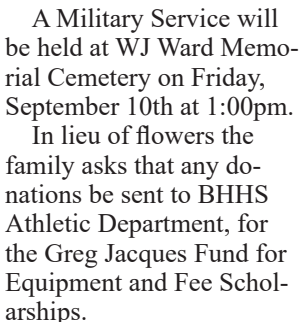 A Military Service will
be held at WJ Ward Memo-
rial Cemetery on Friday,
September 10th at 1:00pm.
In lieu of flowers the
family asks that any do-
nations be sent to BHHS
Athletic Department, for
the Greg Jacques Fund for
Equipment and Fee Schol-
arships.